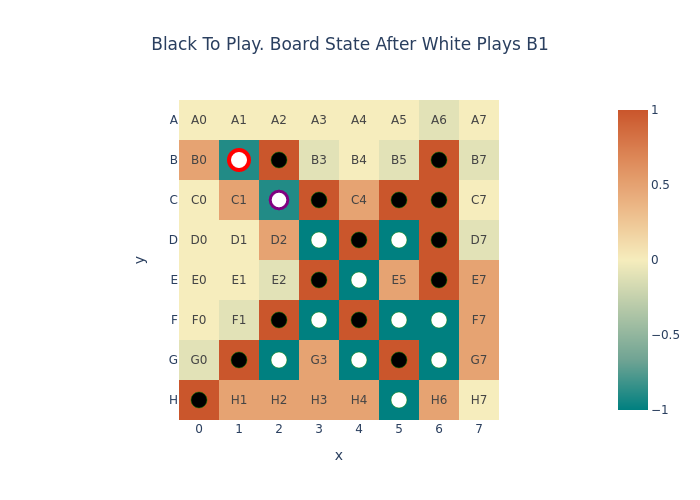 Black To Play. Board State After White Plays B1
A A0 A1 A2 A3 A4 A5 A6 A7
B B0 B3 B4 B5 B7
C C0 C1 C4 C7
D D0 D1 D2 D7
E E0 E1 E2 E5 E7
F F0 F1 F7
G G0 G3 G7
H H1 H2 H3 H4 H6 H7
0 1 2 3 4 5 6 7
x
y
1
0.5
0
−0.5
−1